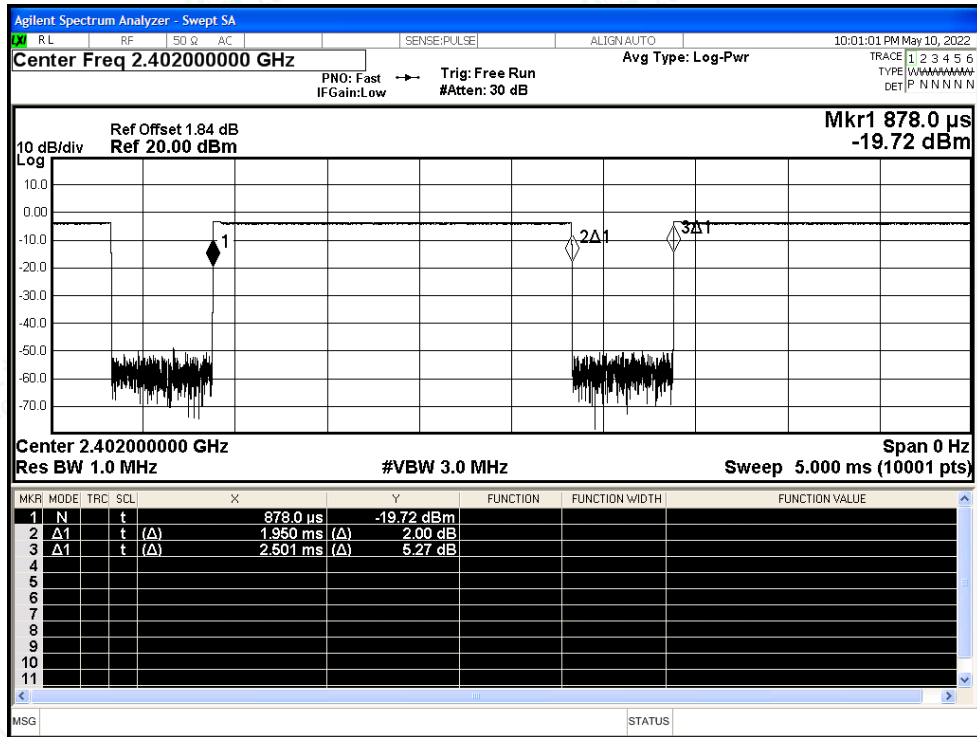 Agilent Spectrum Analyzer - Swept SA
LXI RL RF 50 Ω AC SENSE:PULSE ALIGN AUTO 10:01:01 PM May 10, 2022
Center Freq 2.402000000 GHz
PNO: Fast
IFGain:Low
Trig: Free Run
#Atten: 30 dB
Avg Type: Log-Pwr
TRACE 1 2 3 4 5 6
TYPE WWWWWW
DET P N N N N N
Mkr1 878.0 µs
-19.72 dBm
Ref Offset 1.84 dB
10 dB/div Ref 20.00 dBm
Log
10.0
0.00
-10.0
-20.0
-30.0
-40.0
-50.0
-60.0
-70.0
1
2Δ1
3Δ1
Center 2.402000000 GHz Span 0 Hz
Res BW 1.0 MHz #VBW 3.0 MHz Sweep 5.000 ms (10001 pts)
MKR MODE TRC SCL X Y FUNCTION FUNCTION WIDTH FUNCTION VALUE
1 N t 878.0 µs -19.72 dBm
2 Δ1 t (Δ) 1.950 ms (Δ) 2.00 dB
3 Δ1 t (Δ) 2.501 ms (Δ) 5.27 dB
4
5
6
7
8
9
10
11
MSG STATUS